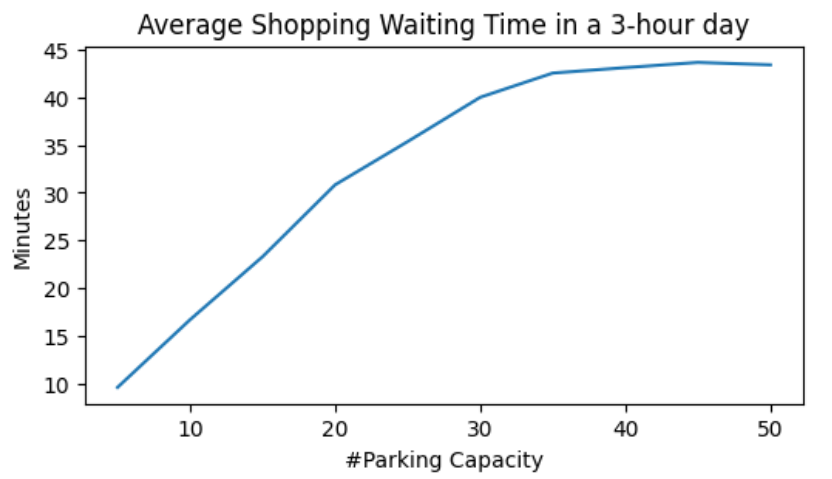 Average Shopping Waiting Time in a 3-hour day
45
40
35
30
25
20
15
10
Minutes
10 20 30 40 50
#Parking Capacity